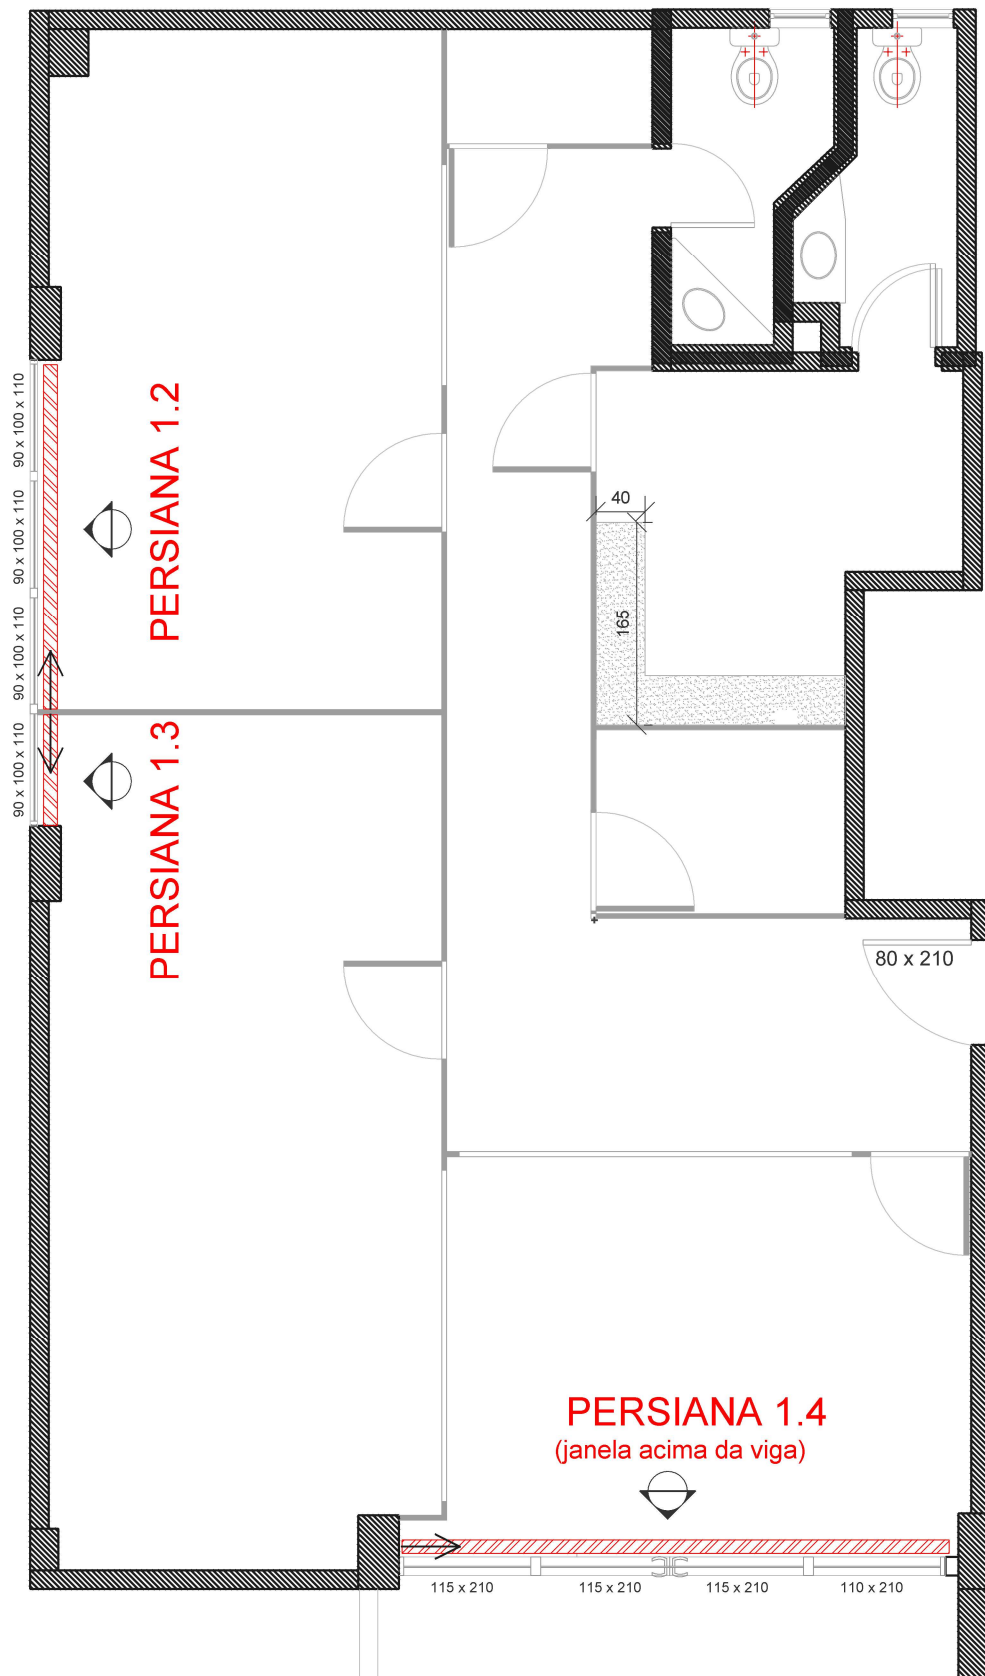 90 x 100 x 110
PERSIANA 1.2
40
90 x 100 x 110
165
90 x 100 x 110
PERSIANA 1.3
90 x 100 x 110
80 x 210
PERSIANA 1.4
(janela acima da viga)
115 x 210
115 x 210
115 x 210
110 x 210